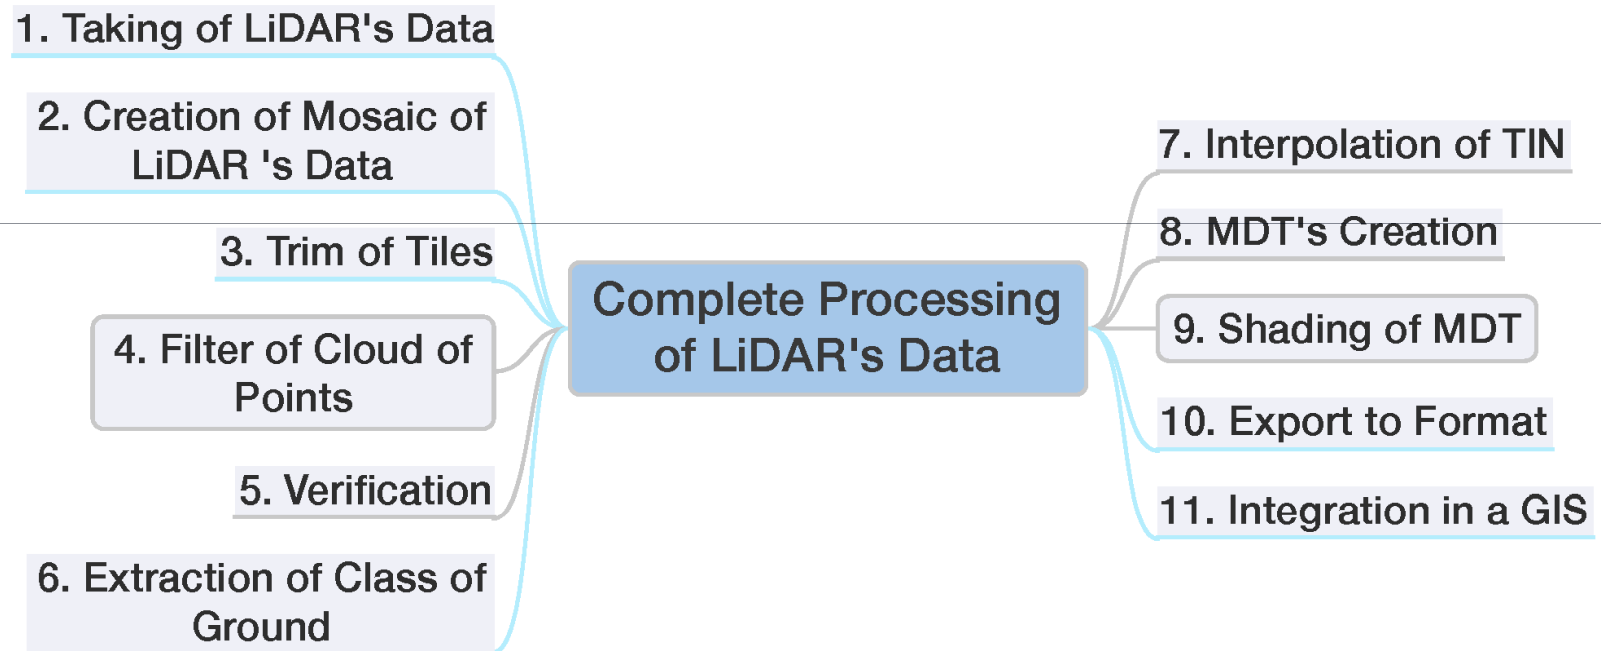 1. Taking of LiDAR's Data
2. Creation of Mosaic of
LiDAR 's Data
3. Trim of Tiles
4. Filter of Cloud of
Points
5. Verification
6. Extraction of Class of
Ground
Complete Processing
of LiDAR's Data
7. Interpolation of TIN
8. MDT's Creation
9. Shading of MDT
10. Export to Format
11. Integration in a GIS